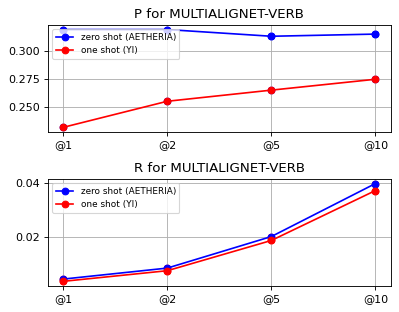 P for MULTIALIGNET-VERB
0.300
0.275
0.250
zero shot (AETHERIA)
one shot (YI)
@1 @2 @5 @10
R for MULTIALIGNET-VERB
0.04
0.02
zero shot (AETHERIA)
one shot (YI)
@1 @2 @5 @10